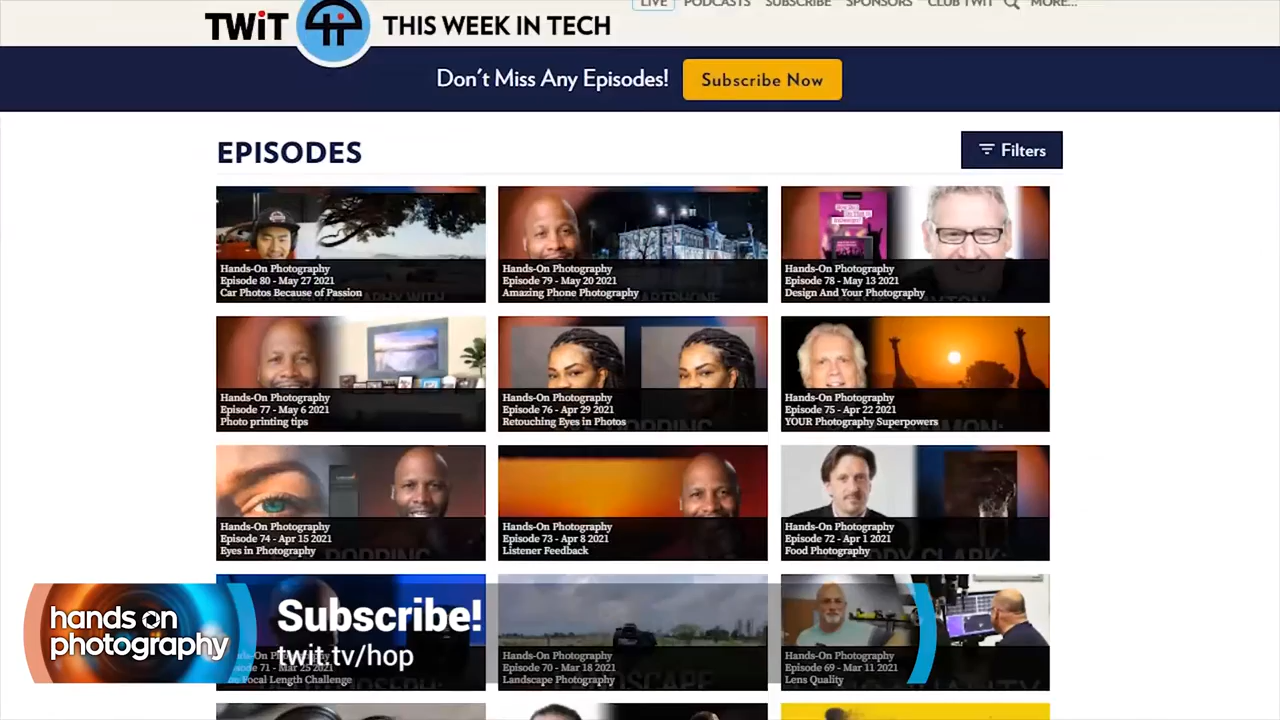 TWiT
THIS WEEK IN TECH
LIVE PODCASTS SUBSCRIBE SPONSORS CLUB TWIT MORE...
Don't Miss Any Episodes! Subscribe Now
EPISODES
Filters
Hands-On Photography
Episode 80 - May 27 2021
Car Photos Because of Passion
Hands-On Photography
Episode 79 - May 20 2021
Amazing Phone Photography
Hands-On Photography
Episode 78 - May 13 2021
Design And Your Photography
Hands-On Photography
Episode 77 - May 6 2021
Photo printing tips
Hands-On Photography
Episode 76 - Apr 29 2021
Retouching Eyes in Photos
Hands-On Photography
Episode 75 - Apr 22 2021
YOUR Photography Superpowers
Hands-On Photography
Episode 74 - Apr 15 2021
Eyes in Photography
Hands-On Photography
Episode 73 - Apr 8 2021
Listener Feedback
Hands-On Photography
Episode 72 - Apr 1 2021
Food Photography
hands on
photography
Subscribe!
twit.tv/hop
Hands-On Photography
71 - Mar 25 2021
Focal Length Challenge
Hands-On Photography
Episode 70 - Mar 18 2021
Landscape Photography
Hands-On Photography
Episode 69 - Mar 11 2021
Lens Quality